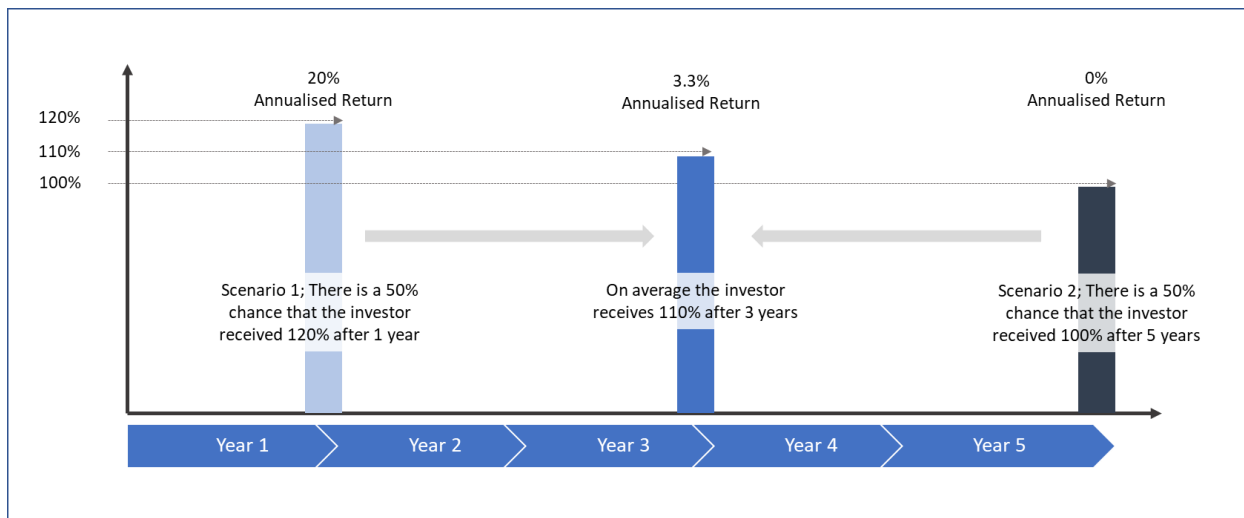 20%
Annualised Return
3.3%
Annualised Return
0%
Annualised Return
120%
110%
100%
Scenario 1; There is a 50%
chance that the investor
received 120% after 1 year
On average the investor
receives 110% after 3 years
Scenario 2; There is a 50%
chance that the investor
received 100% after 5 years
Year 1
Year 2
Year 3
Year 4
Year 5